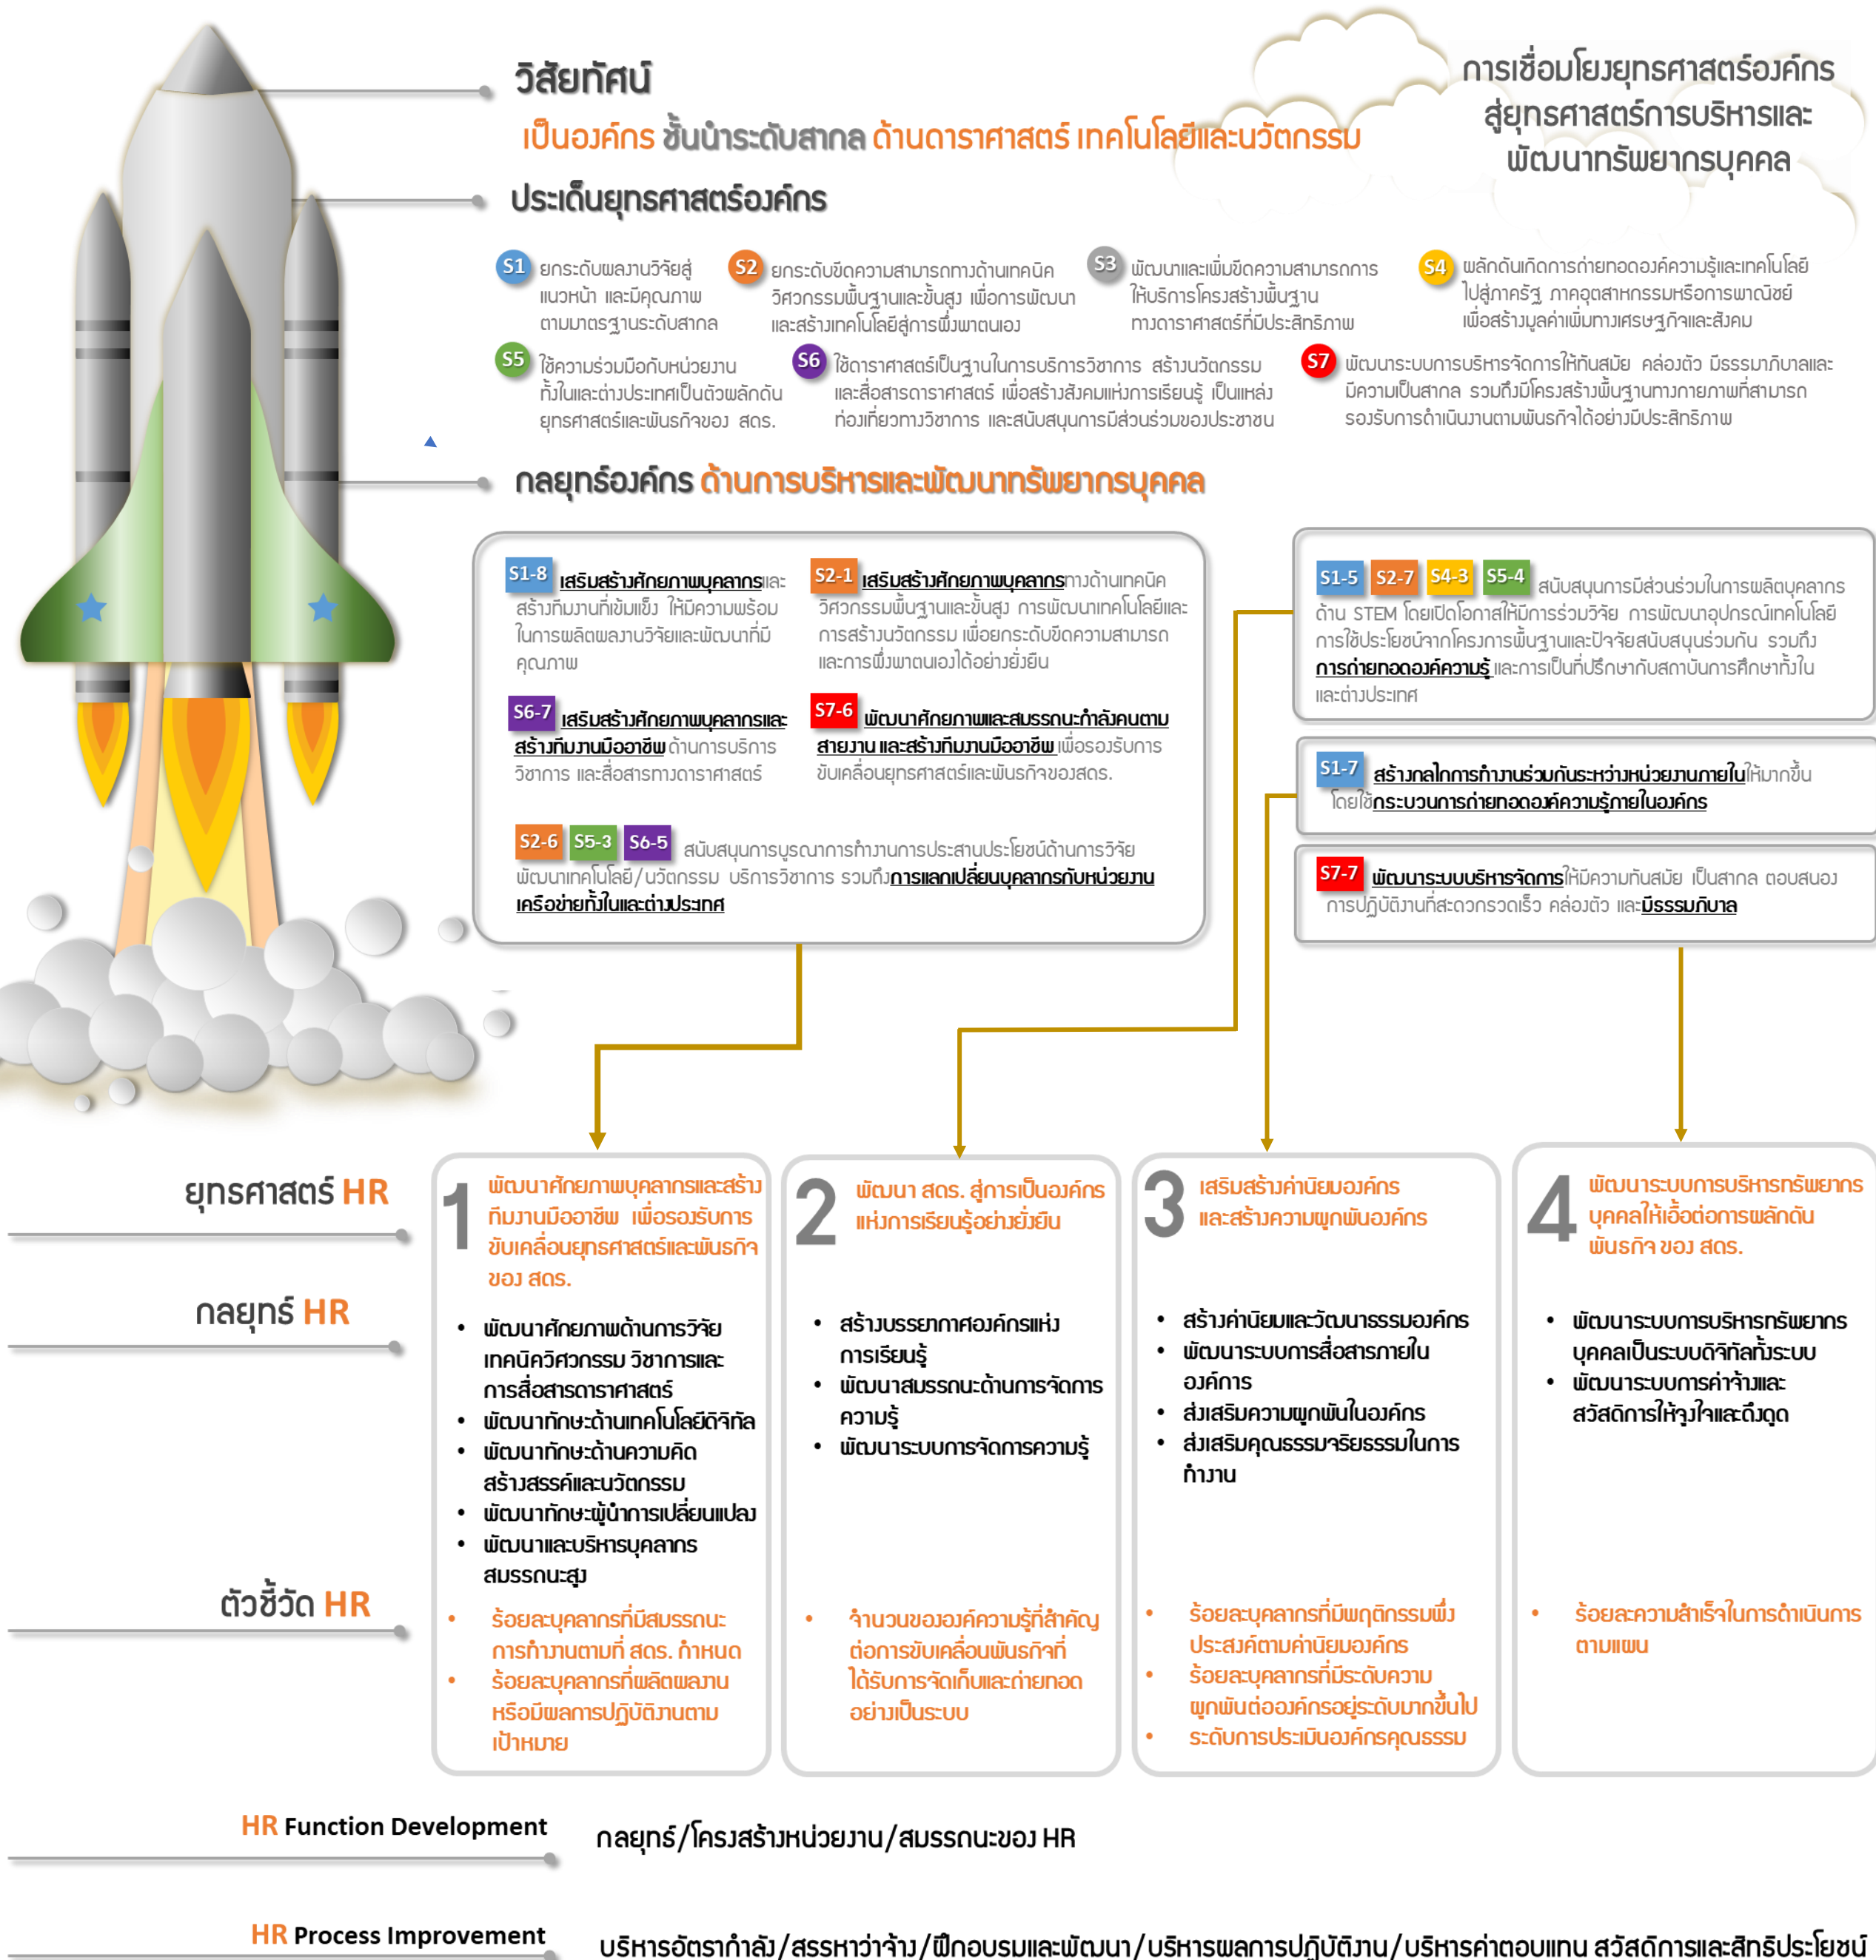 วิสัยทัศน์
เป็นองค์กร ชั้นนำระดับสากล ด้านดาราศาสตร์ เทคโนโลยีและนวัตกรรม
การเชื่อมโยงยุทธศาสตร์องค์กร
สู่ยุทธศาสตร์การบริหารและ
พัฒนาทรัพยากรบุคคล
ประเด็นยุทธศาสตร์องค์กร
S1 ยกระดับผลงานวิจัยสู่
แนวหน้า และมีคุณภาพ
ตามมาตรฐานระดับสากล
S2 ยกระดับขีดความสามารถทางด้านเทคนิค
วิศวกรรมพื้นฐานและขั้นสูง เพื่อการพัฒนา
และสร้างเทคโนโลยีสู่การพึ่งพาตนเอง
S3 พัฒนาและเพิ่มขีดความสามารถการ
ให้บริการโครงสร้างพื้นฐาน
ทางดาราศาสตร์ที่มีประสิทธิภาพ
S4 ผลักดันเกิดการถ่ายทอดองค์ความรู้และเทคโนโลยี
ไปสู่ภาครัฐ ภาคอุตสาหกรรมหรือการพาณิชย์
เพื่อสร้างมูลค่าเพิ่มทางเศรษฐกิจและสังคม
S5 ใช้ความร่วมมือกับหน่วยงาน
ทั้งในและต่างประเทศเป็นตัวผลักดัน
ยุทธศาสตร์และพันธกิจของ สดร.
S6 ใช้ดาราศาสตร์เป็นฐานในการบริการวิชาการ สร้างนวัตกรรม
และสื่อสารดาราศาสตร์ เพื่อสร้างสังคมแห่งการเรียนรู้ เป็นแหล่ง
ท่องเที่ยวทางวิชาการ และสนับสนุนการมีส่วนร่วมของประชาชน
S7 พัฒนาระบบการบริหารจัดการให้ทันสมัย คล่องตัว มีธรรมาภิบาลและ
มีความเป็นสากล รวมถึงมีโครงสร้างพื้นฐานทางกายภาพที่สามารถ
รองรับการดำเนินงานตามพันธกิจได้อย่างมีประสิทธิภาพ
กลยุทธ์องค์กร ด้านการบริหารและพัฒนาทรัพยากรบุคคล
S1-8 เสริมสร้างศักยภาพบุคลากรและ
สร้างทีมงานที่เข้มแข็ง ให้มีความพร้อม
ในการผลิตผลงานวิจัยและพัฒนาที่มี
คุณภาพ
S2-1 เสริมสร้างศักยภาพบุคลากรทางด้านเทคนิค
วิศวกรรมพื้นฐานและขั้นสูง การพัฒนาเทคโนโลยีและ
การสร้างนวัตกรรม เพื่อยกระดับขีดความสามารถ
และการพึ่งพาตนเองได้อย่างยั่งยืน
S6-7 เสริมสร้างศักยภาพบุคลากรและ
สร้างทีมงานมืออาชีพ ด้านการบริการ
วิชาการ และสื่อสารทางดาราศาสตร์
S7-6 พัฒนาศักยภาพและสมรรถนะกำลังคนตาม
สายงาน และสร้างทีมงานมืออาชีพ เพื่อรองรับการ
ขับเคลื่อนยุทธศาสตร์และพันธกิจของสดร.
S2-6 S5-3 S6-5 สนับสนุนการบูรณาการทำงานการประสานประโยชน์ด้านการวิจัย
พัฒนาเทคโนโลยี/นวัตกรรม บริการวิชาการ รวมถึงการแลกเปลี่ยนบุคลากรกับหน่วยงาน
เครือข่ายทั้งในและต่างประเทศ
S1-5 S2-7 S4-3 S5-4 สนับสนุนการมีส่วนร่วมในการผลิตบุคลากร
ด้าน STEM โดยเปิดโอกาสให้มีการร่วมวิจัย การพัฒนาอุปกรณ์เทคโนโลยี
การใช้ประโยชน์จากโครงการพื้นฐานและปัจจัยสนับสนุนร่วมกัน รวมถึง
การถ่ายทอดองค์ความรู้ และการเป็นที่ปรึกษากับสถาบันการศึกษาทั้งใน
และต่างประเทศ
S1-7 สร้างกลไกการทำงานร่วมกันระหว่างหน่วยงานภายในให้มากขึ้น
โดยใช้กระบวนการถ่ายทอดองค์ความรู้ภายในองค์กร
S7-7 พัฒนาระบบบริหารจัดการให้มีความทันสมัย เป็นสากล ตอบสนอง
การปฏิบัติงานที่สะดวกรวดเร็ว คล่องตัว และมีธรรมภิบาล
ยุทธศาสตร์ HR
1 พัฒนาศักยภาพบุคลากรและสร้าง
ทีมงานมืออาชีพ เพื่อรองรับการ
ขับเคลื่อนยุทธศาสตร์และพันธกิจ
ของ สดร.
2 พัฒนา สดร. สู่การเป็นองค์กร
แห่งการเรียนรู้อย่างยั่งยืน
3 เสริมสร้างค่านิยมองค์กร
และสร้างความผูกพันองค์กร
4 พัฒนาระบบการบริหารทรัพยากร
บุคคลให้เอื้อต่อการผลักดัน
พันธกิจ ของ สดร.
กลยุทธ์ HR
• พัฒนาศักยภาพด้านการวิจัย
เทคนิควิศวกรรม วิชาการและ
การสื่อสารดาราศาสตร์
• พัฒนาทักษะด้านเทคโนโลยีดิจิทัล
• พัฒนาทักษะด้านความคิด
สร้างสรรค์และนวัตกรรม
• พัฒนาทักษะผู้นำการเปลี่ยนแปลง
• พัฒนาและบริหารบุคลากร
สมรรถนะสูง
• สร้างบรรยากาศองค์กรแห่ง
การเรียนรู้
• พัฒนาสมรรถนะด้านการจัดการ
ความรู้
• พัฒนาระบบการจัดการความรู้
• สร้างค่านิยมและวัฒนาธรรมองค์กร
• พัฒนาระบบการสื่อสารภายใน
องค์การ
• ส่งเสริมความผูกพันในองค์กร
• ส่งเสริมคุณธรรมจริยธรรมในการ
ทำงาน
• พัฒนาระบบการบริหารทรัพยากร
บุคคลเป็นระบบดิจิทัลทั้งระบบ
• พัฒนาระบบการค่าจ้างและ
สวัสดิการให้จูงใจและดึงดูด
ตัวชี้วัด HR
• ร้อยละบุคลากรที่มีสมรรถนะ
การทำงานตามที่ สดร. กำหนด
• ร้อยละบุคลากรที่ผลิตผลงาน
หรือมีผลการปฏิบัติงานตาม
เป้าหมาย
• จำนวนขององค์ความรู้ที่สำคัญ
ต่อการขับเคลื่อนพันธกิจที่
ได้รับการจัดเก็บและถ่ายทอด
อย่างเป็นระบบ
• ร้อยละบุคลากรที่มีพฤติกรรมพึ่ง
ประสงค์ตามค่านิยมองค์กร
• ร้อยละบุคลากรที่มีระดับความ
ผูกพันต่อองค์กรอยู่ระดับมากขึ้นไป
• ระดับการประเมินองค์กรคุณธรรม
• ร้อยละความสำเร็จในการดำเนินการ
ตามแผน
HR Function Development กลยุทธ์/โครงสร้างหน่วยงาน/สมรรถนะของ HR
HR Process Improvement บริหารอัตรากำลัง/สรรหาว่าจ้าง/ฝึกอบรมและพัฒนา/บริหารผลการปฏิบัติงาน/บริหารค่าตอบแทน สวัสดิการและสิทธิประโยชน์